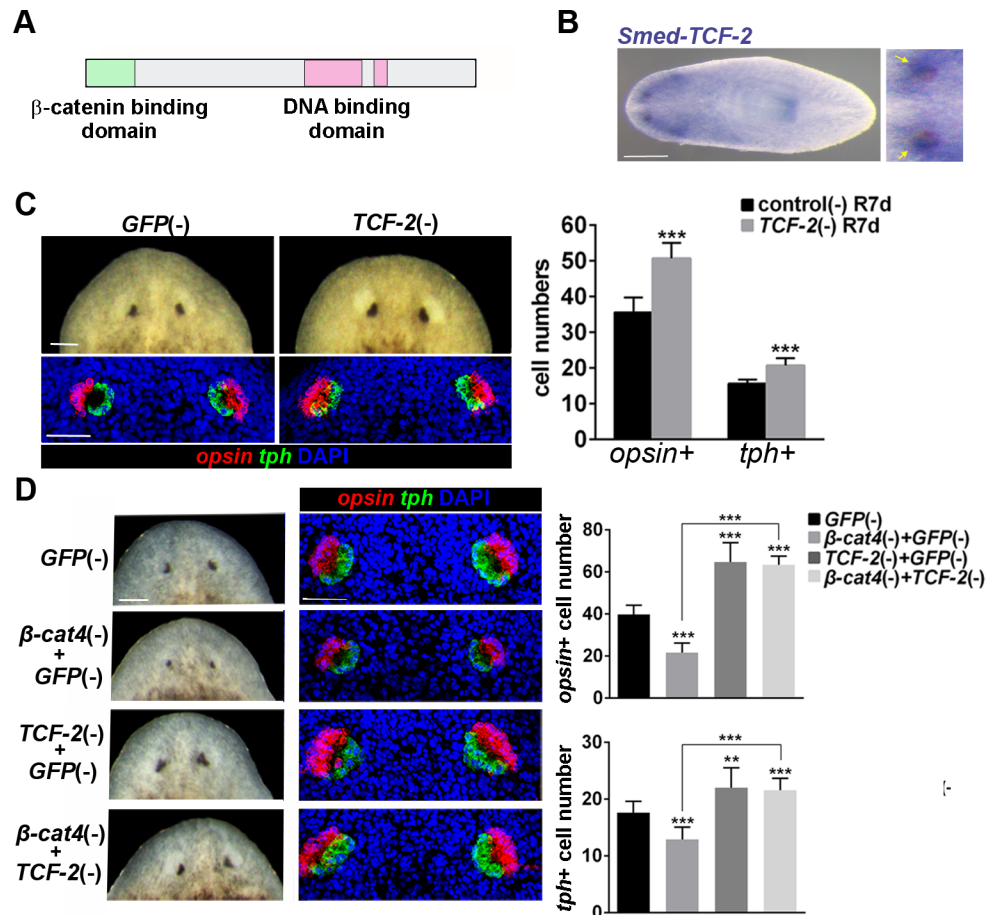 A
β-catenin binding
domain
DNA binding
domain
B
Smed-TCF-2
C
GFP(-)
TCF-2(-)
opsin tph DAPI
control(-) R7d
TCF-2(-) R7d
cell numbers
60
50
40
30
20
10
0
***
***
opsin+
tph+
D
opsin tph DAPI
GFP(-)
β-cat4(-)
+
GFP(-)
TCF-2(-)
+
GFP(-)
β-cat4(-)
+
TCF-2(-)
GFP(-)
β-cat4(-)+GFP(-)
TCF-2(-)+GFP(-)
β-cat4(-)+TCF-2(-)
opsin+ cell number
80
60
40
20
0
***
***
***
***
tph+ cell number
30
20
10
0
***
**
***
***
[-